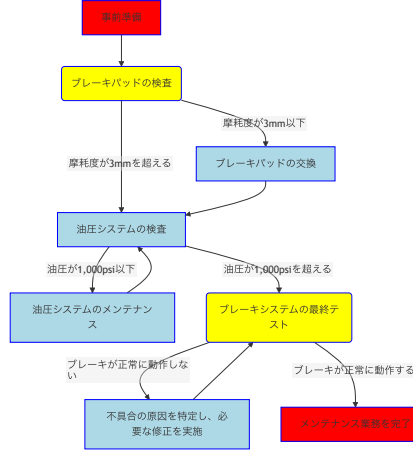 事前準備
ブレーキパッドの検査
摩耗度が3mm以下
摩耗度が3mmを超える
ブレーキパッドの交換
油圧システムの検査
油圧が1,000psi以下
油圧が1,000psiを超える
油圧システムのメンテナン
ス
ブレーキシステムの最終テ
スト
ブレーキが正常に動作しな
い
ブレーキが正常に動作する
不具合の原因を特定し、必
要な修正を実施
メンテナンス業務を完了